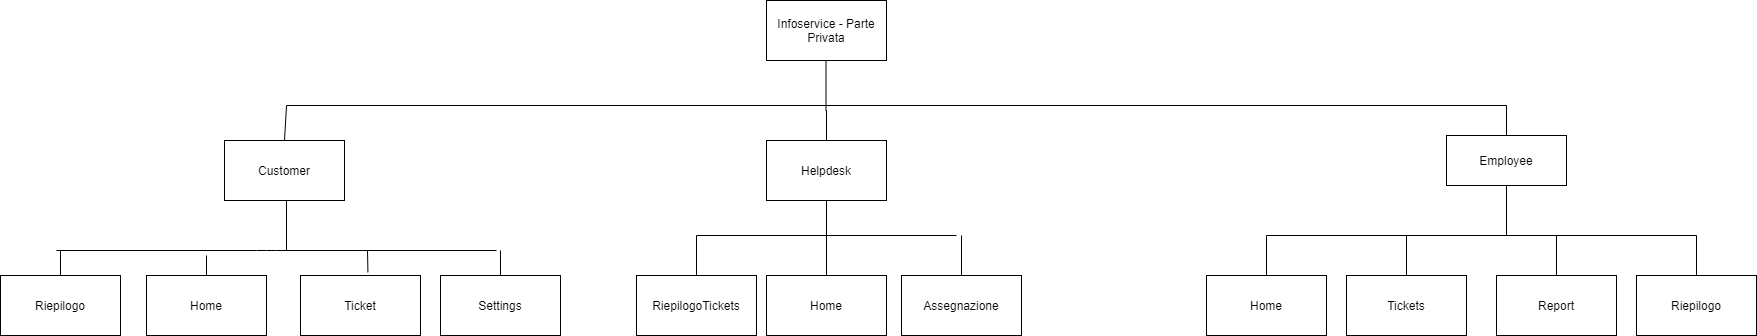 Infoservice - Parte
Privata
Customer
Helpdesk
Employee
Riepilogo
Home
Ticket
Settings
RiepilogoTickets
Home
Assegnazione
Home
Tickets
Report
Riepilogo